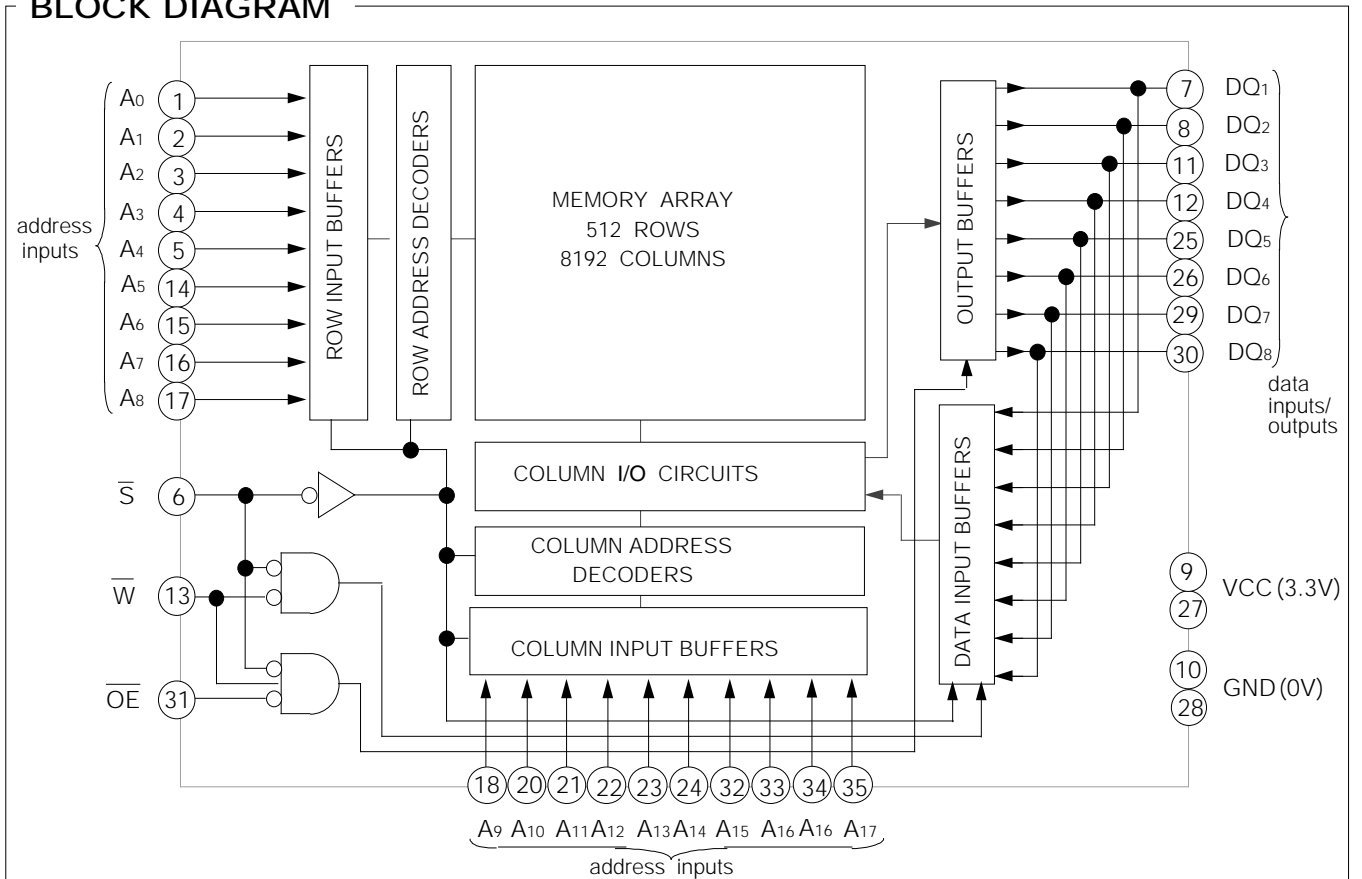 BLOCK DIAGRAM
address
inputs
A0 1
A1 2
A2 3
A3 4
A4 5
A5 14
A6 15
A7 16
A8 17
S̅ 6
W̅ 13
O̅E̅ 31
ROW INPUT BUFFERS
ROW ADDRESS DECODERS
MEMORY ARRAY
512 ROWS
8192 COLUMNS
COLUMN I/O CIRCUITS
COLUMN ADDRESS
DECODERS
COLUMN INPUT BUFFERS
OUTPUT BUFFERS
DATA INPUT BUFFERS
7 DQ1
8 DQ2
11 DQ3
12 DQ4
25 DQ5
26 DQ6
29 DQ7
30 DQ8
data
inputs/
outputs
9
27
VCC (3.3V)
10
28
GND (0V)
18 20 21 22 23 24 32 33 34 35
A9 A10 A11 A12 A13 A14 A15 A16 A16 A17
address inputs